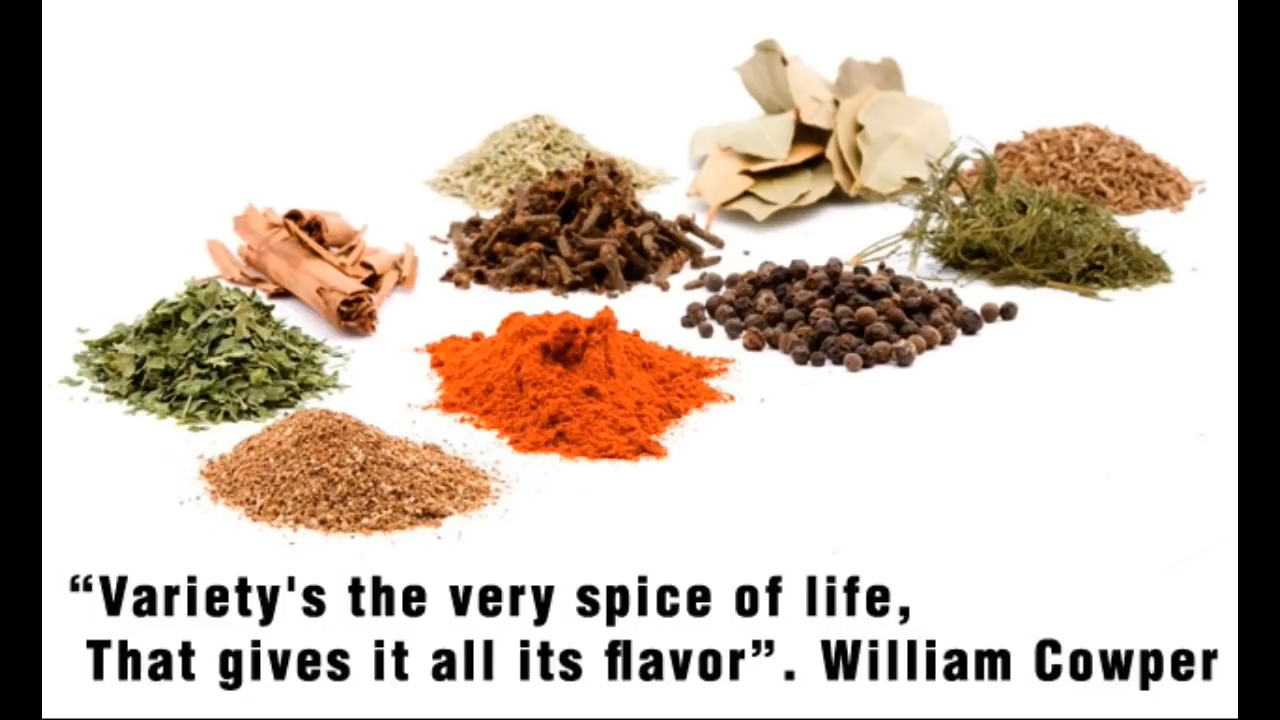 “Variety's the very spice of life,
That gives it all its flavor”. William Cowper